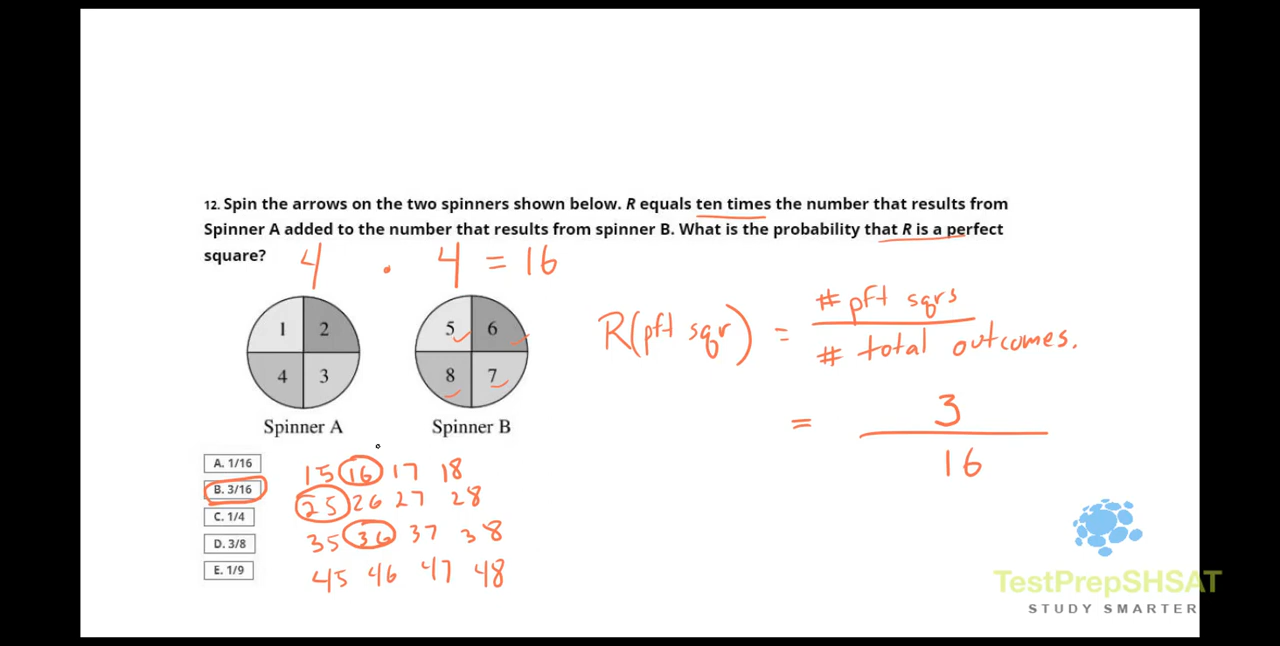 12. Spin the arrows on the two spinners shown below. R equals ten times the number that results from
Spinner A added to the number that results from spinner B. What is the probability that R is a perfect
square?
4 · 4 = 16
1 2
4 3
Spinner A
5 6
8 7
Spinner B
R(pft sqr) = # pft sqrs
# total outcomes.
= 3
16
A. 1/16
B. 3/16
C. 1/4
D. 3/8
E. 1/9
15 16 17 18
25 26 27 28
35 36 37 38
45 46 47 48
TestPrepSHSAT
STUDY SMARTER